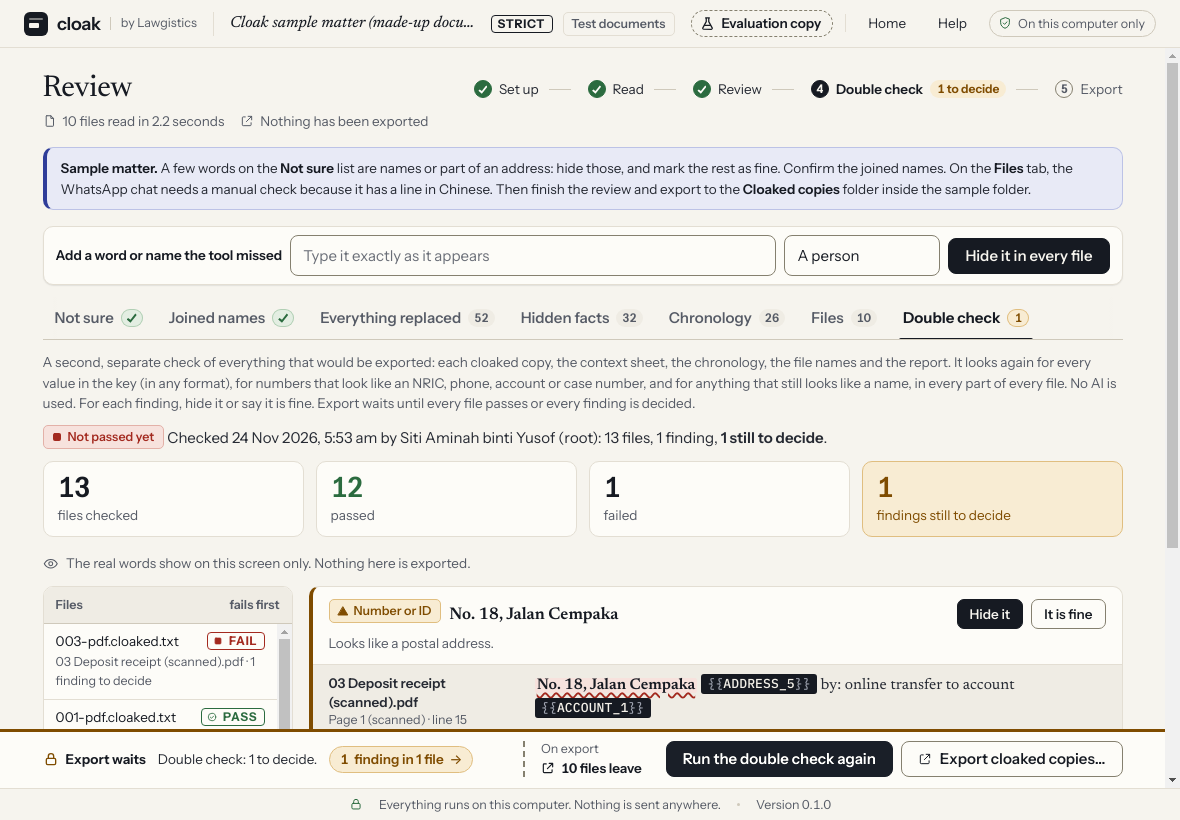 cloak by Lawgistics Cloak sample matter (made-up docu... STRICT Test documents Evaluation copy Home Help On this computer only
Review
Set up Read Review 4 Double check 1 to decide 5 Export
10 files read in 2.2 seconds Nothing has been exported
Sample matter. A few words on the Not sure list are names or part of an address: hide those, and mark the rest as fine. Confirm the joined names. On the Files tab, the
WhatsApp chat needs a manual check because it has a line in Chinese. Then finish the review and export to the Cloaked copies folder inside the sample folder.
Add a word or name the tool missed Type it exactly as it appears A person Hide it in every file
Not sure Joined names Everything replaced 52 Hidden facts 32 Chronology 26 Files 10 Double check 1
A second, separate check of everything that would be exported: each cloaked copy, the context sheet, the chronology, the file names and the report. It looks again for every
value in the key (in any format), for numbers that look like an NRIC, phone, account or case number, and for anything that still looks like a name, in every part of every file. No AI is
used. For each finding, hide it or say it is fine. Export waits until every file passes or every finding is decided.
Not passed yet Checked 24 Nov 2026, 5:53 am by Siti Aminah binti Yusof (root): 13 files, 1 finding, 1 still to decide.
13 12 1 1
files checked passed failed findings still to decide
The real words show on this screen only. Nothing here is exported.
Files fails first
003-pdf.cloaked.txt FAIL
03 Deposit receipt (scanned).pdf · 1
finding to decide
001-pdf.cloaked.txt PASS
Number or ID No. 18, Jalan Cempaka Hide it It is fine
Looks like a postal address.
03 Deposit receipt
(scanned).pdf
Page 1 (scanned) · line 15
No. 18, Jalan Cempaka {{ADDRESS_5}} by: online transfer to account
{{ACCOUNT_1}}
Export waits Double check: 1 to decide. 1 finding in 1 file → On export
10 files leave Run the double check again Export cloaked copies...
Everything runs on this computer. Nothing is sent anywhere. • Version 0.1.0